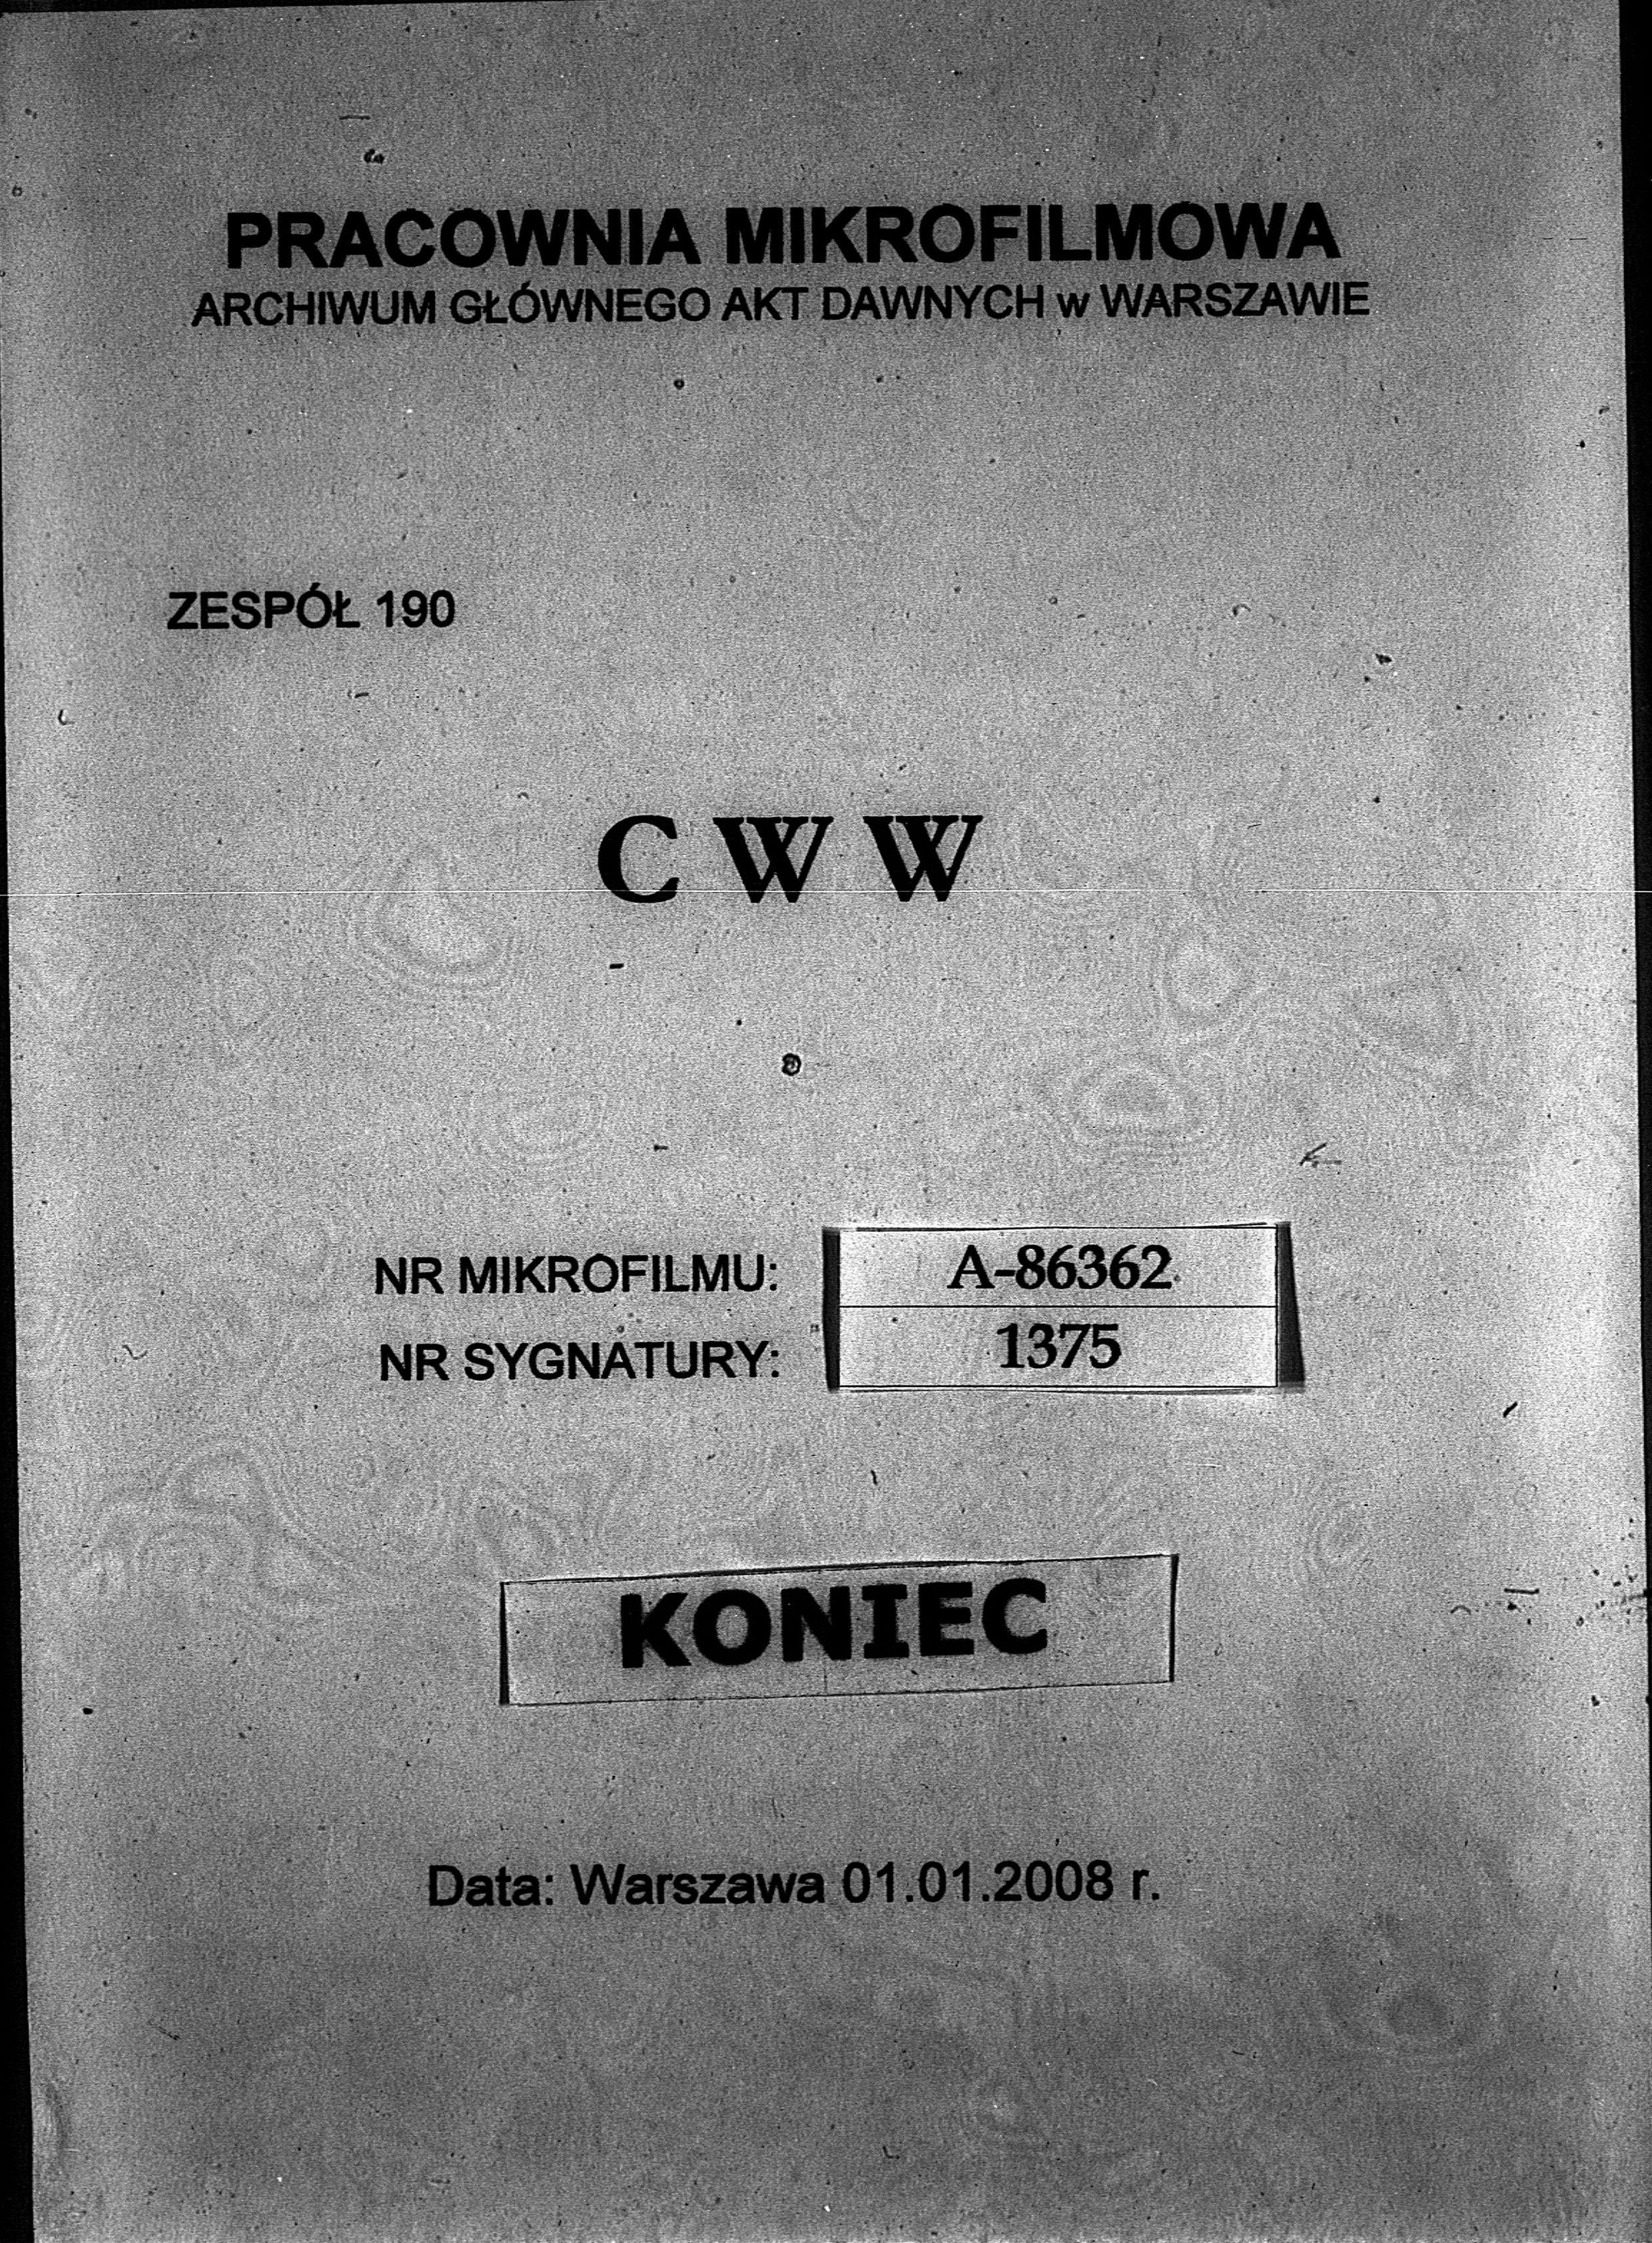 PRACOWNIA MIKROFILMOWA
ARCHIWUM GŁÓWNEGO AKT DAWNYCH w WARSZAWIE
ZESPÓŁ 190
C W W
NR MIKROFILMU: A-86362
NR SYGNATURY: 1375
KONIEC
Data: Warszawa 01.01.2008 r.